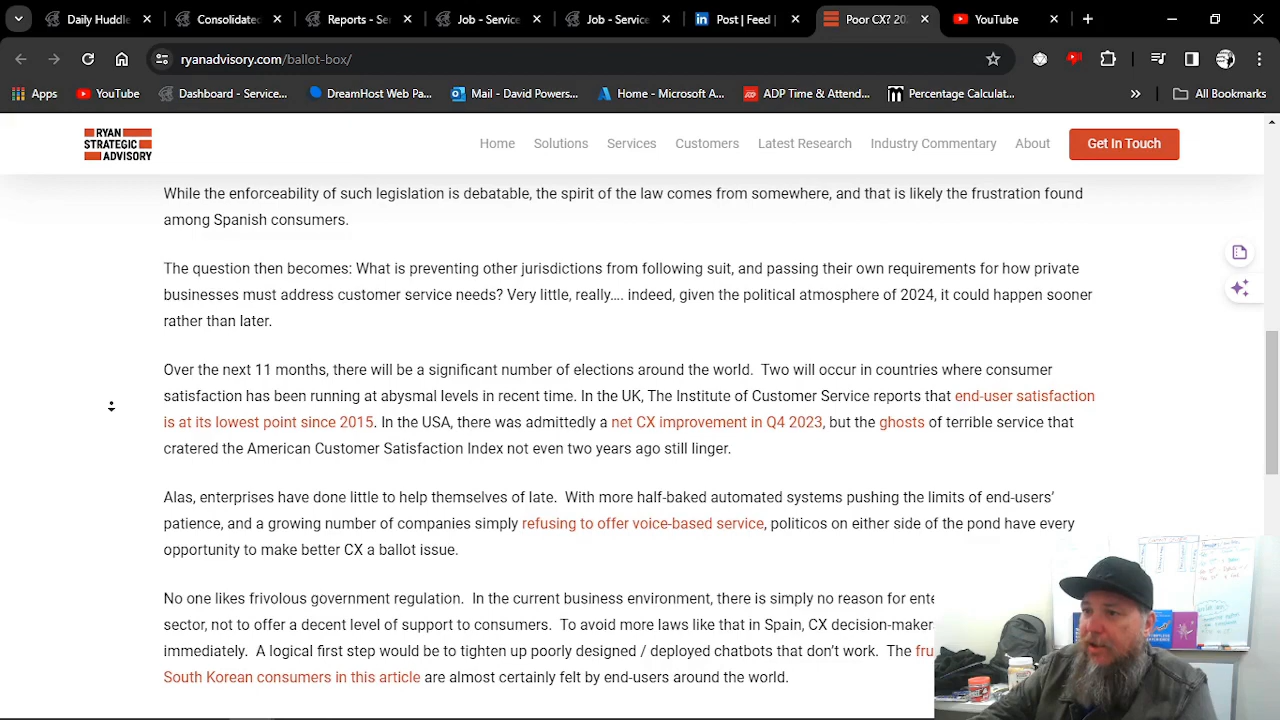 Daily Huddl
Consolidatec
Reports - Se
Job - Service
Job - Service
Post | Feed |
Poor CX? 20
YouTube
ryanadvisory.com/ballot-box/
Apps
YouTube
Dashboard - Service...
DreamHost Web Pa...
Mail - David Powers...
Home - Microsoft A...
ADP Time & Attend...
Percentage Calculat...
All Bookmarks
RYAN
STRATEGIC
ADVISORY
Home
Solutions
Services
Customers
Latest Research
Industry Commentary
About
Get In Touch
While the enforceability of such legislation is debatable, the spirit of the law comes from somewhere, and that is likely the frustration found
among Spanish consumers.
The question then becomes: What is preventing other jurisdictions from following suit, and passing their own requirements for how private
businesses must address customer service needs? Very little, really.... indeed, given the political atmosphere of 2024, it could happen sooner
rather than later.
Over the next 11 months, there will be a significant number of elections around the world.  Two will occur in countries where consumer
satisfaction has been running at abysmal levels in recent time. In the UK, The Institute of Customer Service reports that end-user satisfaction
is at its lowest point since 2015. In the USA, there was admittedly a net CX improvement in Q4 2023, but the ghosts of terrible service that
cratered the American Customer Satisfaction Index not even two years ago still linger.
Alas, enterprises have done little to help themselves of late.  With more half-baked automated systems pushing the limits of end-users'
patience, and a growing number of companies simply refusing to offer voice-based service, politicos on either side of the pond have every
opportunity to make better CX a ballot issue.
No one likes frivolous government regulation.  In the current business environment, there is simply no reason for ente
sector, not to offer a decent level of support to consumers.  To avoid more laws like that in Spain, CX decision-maker
immediately.  A logical first step would be to tighten up poorly designed / deployed chatbots that don't work.  The fru
South Korean consumers in this article are almost certainly felt by end-users around the world.